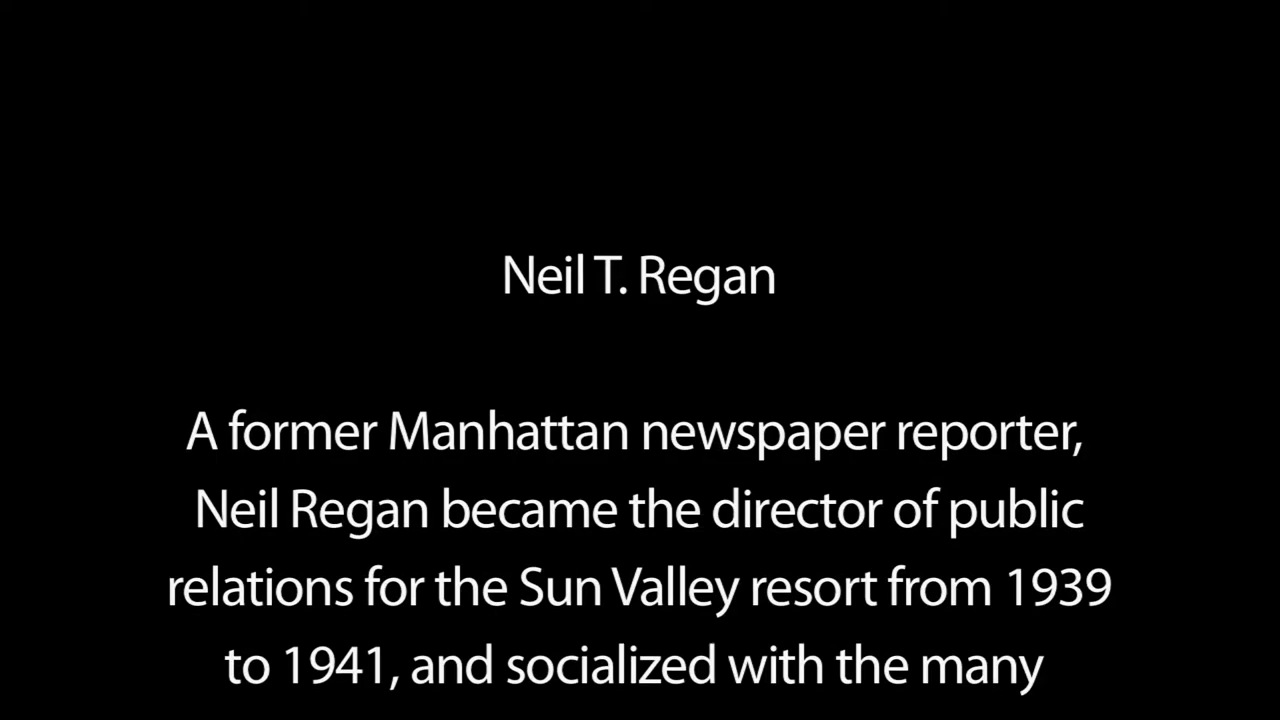 Neil T. Regan
A former Manhattan newspaper reporter,
Neil Regan became the director of public
relations for the Sun Valley resort from 1939
to 1941, and socialized with the many